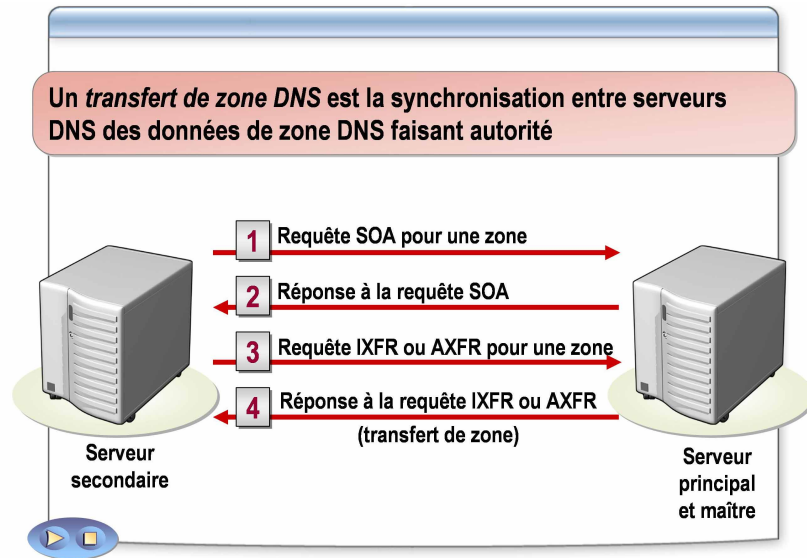 Un transfert de zone DNS est la synchronisation entre serveurs
DNS des données de zone DNS faisant autorité
1 Requête SOA pour une zone
2 Réponse à la requête SOA
3 Requête IXFR ou AXFR pour une zone
4 Réponse à la requête IXFR ou AXFR
(transfert de zone)
Serveur
secondaire
Serveur
principal
et maître